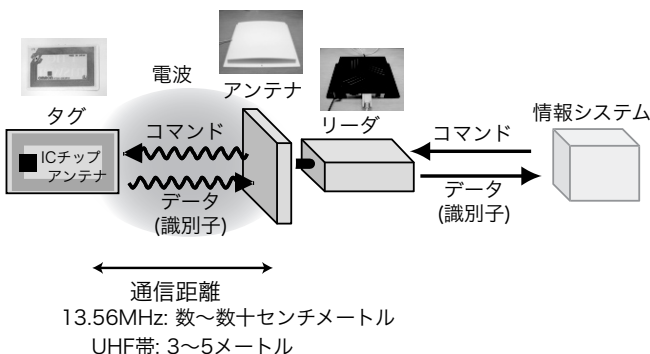 電波
アンテナ
タグ
リーダ
情報システム
コマンド
コマンド
ICチップ
アンテナ
データ
(識別子)
データ
(識別子)
通信距離
13.56MHz: 数〜数十センチメートル
UHF帯: 3〜5メートル